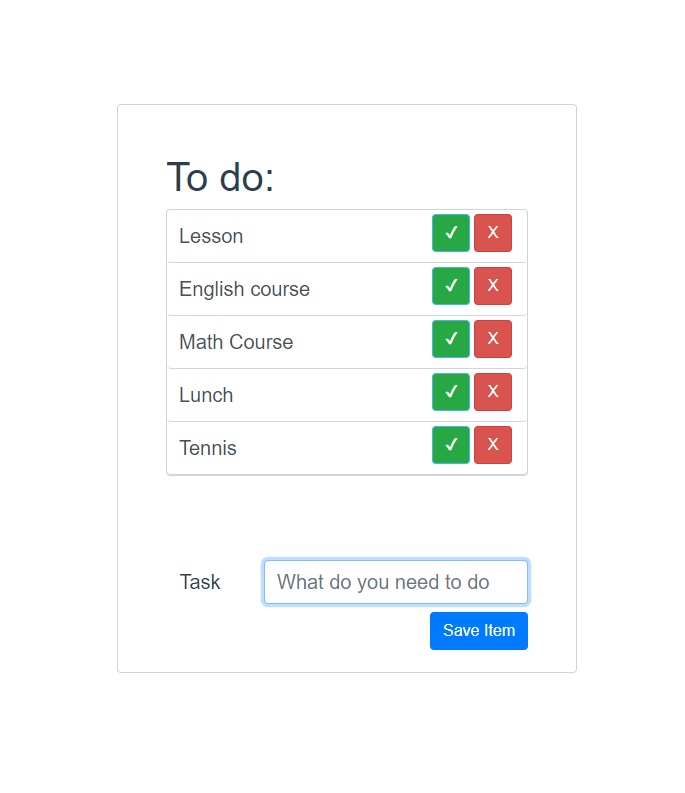 To do:
Lesson ✓ X
English course ✓ X
Math Course ✓ X
Lunch ✓ X
Tennis ✓ X
Task What do you need to do
Save Item